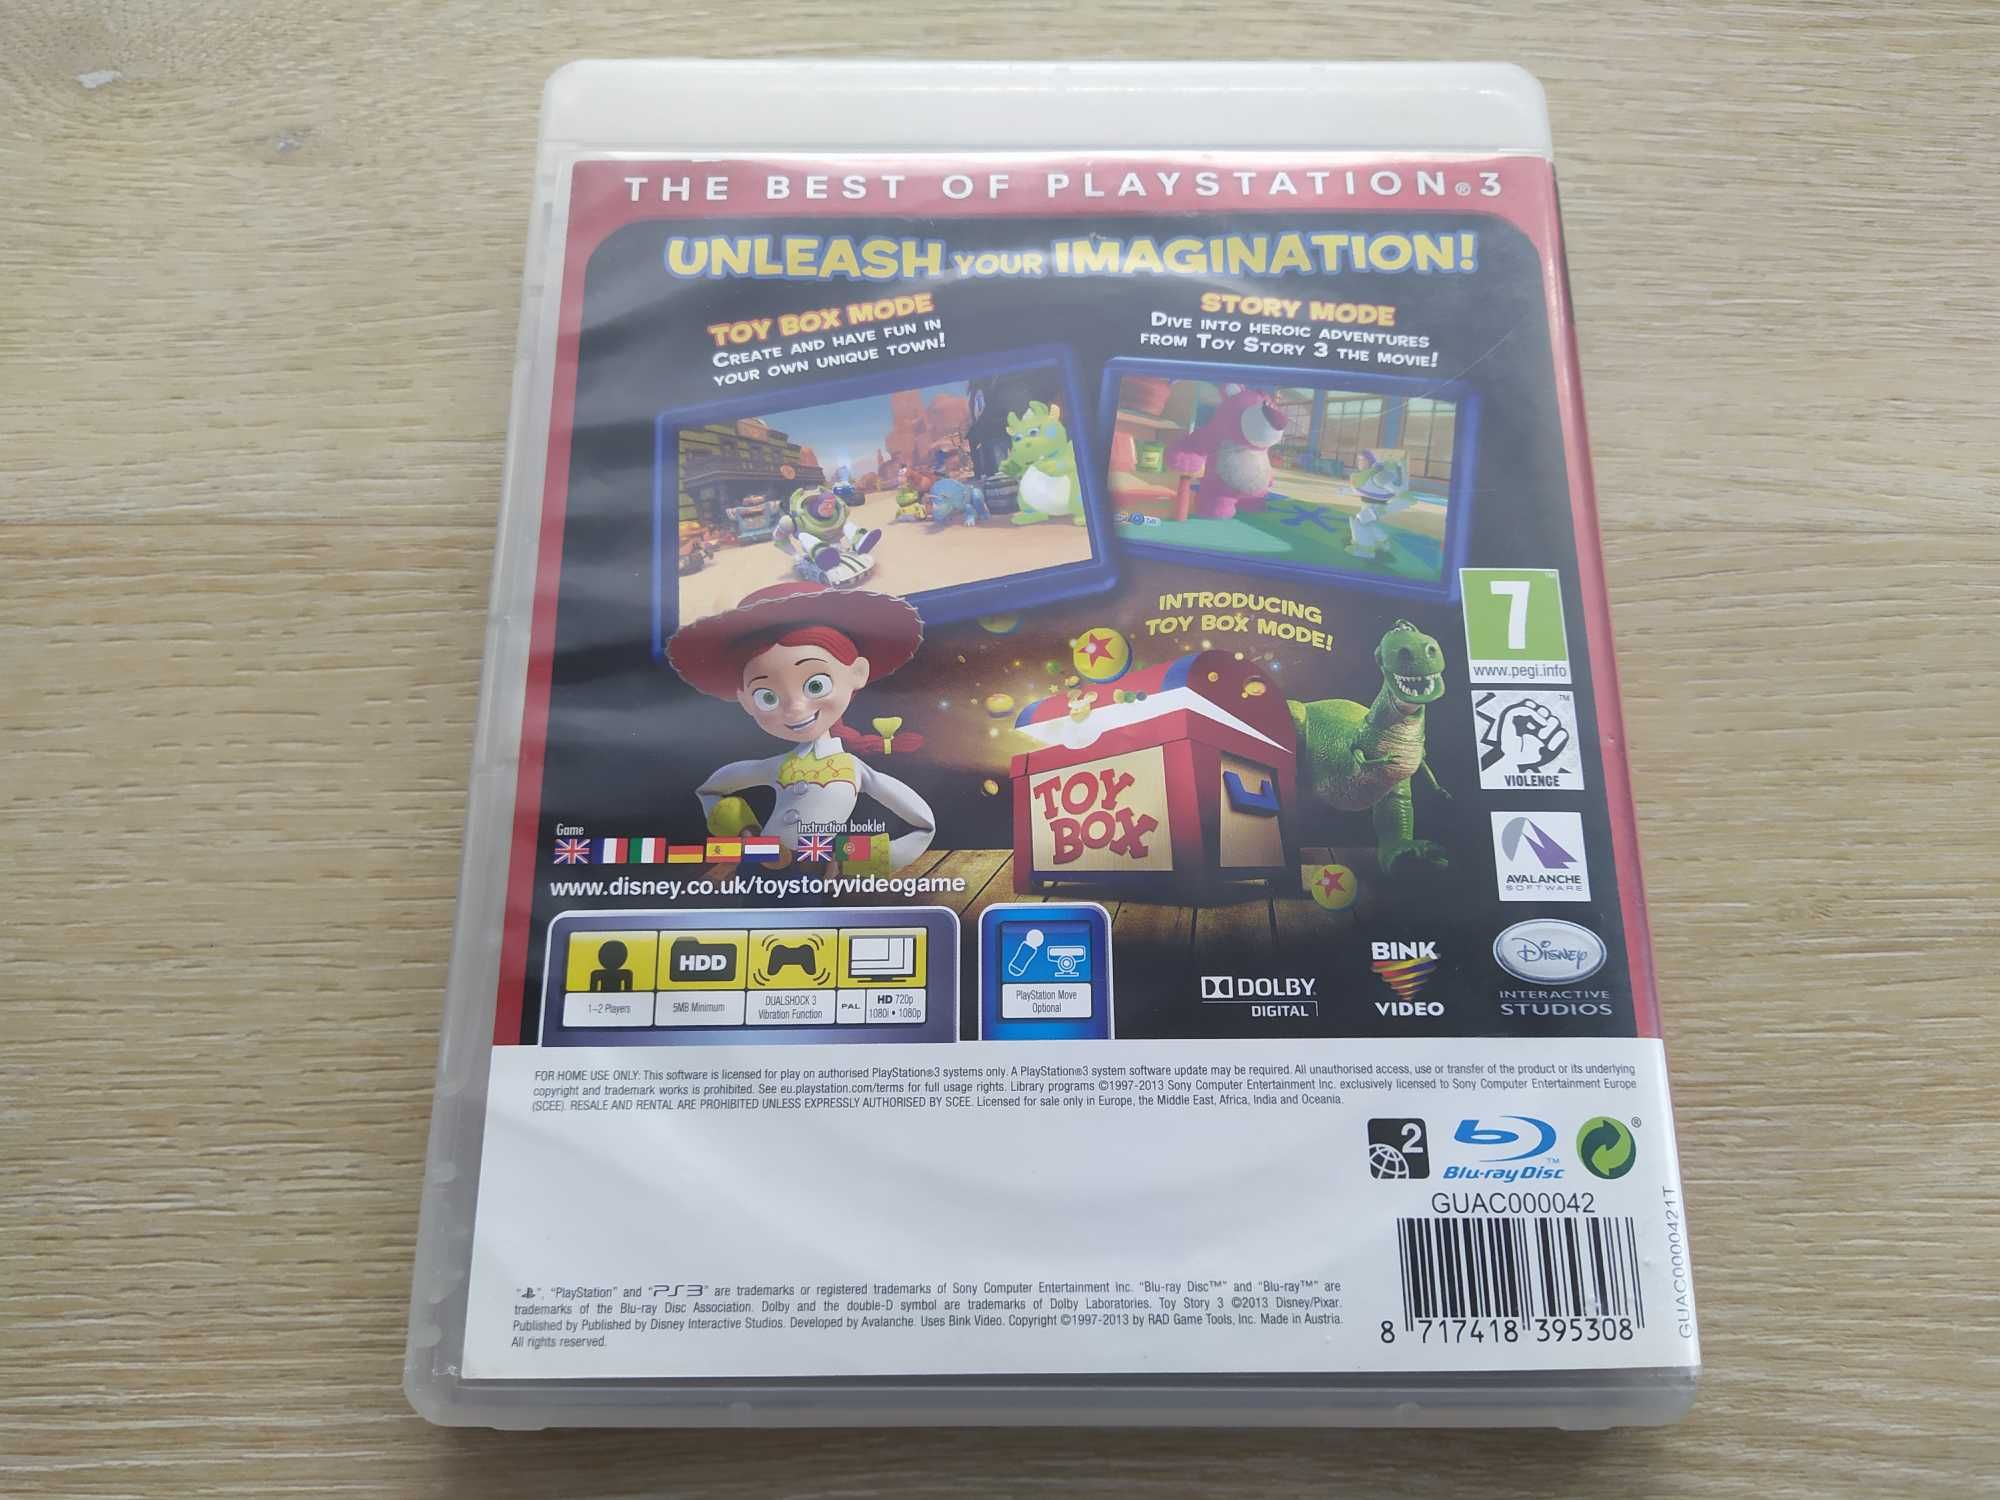 THE BEST OF PLAYSTATION®3
UNLEASH YOUR IMAGINATION!
TOY BOX MODE
CREATE AND HAVE FUN IN
YOUR OWN UNIQUE TOWN!
STORY MODE
DIVE INTO HEROIC ADVENTURES
FROM TOY STORY 3 THE MOVIE!
INTRODUCING
TOY BOX MODE!
7
www.pegi.info
VIOLENCE
TOY
BOX
Game
Instruction booklet
www.disney.co.uk/toystoryvideogame
AVALANCHE
SOFTWARE
HDD
1-2 Players
5MB Minimum
DUALSHOCK 3
Vibration Function
PAL
HD 720p
1080i • 1080p
PlayStation Move
Optional
DOLBY
DIGITAL
BINK
VIDEO
Disney
INTERACTIVE
STUDIOS
FOR HOME USE ONLY: This software is licensed for play on authorised PlayStation®3 systems only. A PlayStation®3 system software update may be required. All unauthorised access, use or transfer of the product or its underlying
copyright and trademark works is prohibited. See eu.playstation.com/terms for full usage rights. Library programs ©1997-2013 Sony Computer Entertainment Inc. exclusively licensed to Sony Computer Entertainment Europe
(SCEE). RESALE AND RENTAL ARE PROHIBITED UNLESS EXPRESSLY AUTHORISED BY SCEE. Licensed for sale only in Europe, the Middle East, Africa, India and Oceania.
2
Blu-ray Disc™
®
GUAC000042
GUAC0000421T
8 717418 395308
"", "PlayStation" and "PS3" are trademarks or registered trademarks of Sony Computer Entertainment Inc. "Blu-ray Disc™" and "Blu-ray™" are
trademarks of the Blu-ray Disc Association. Dolby and the double-D symbol are trademarks of Dolby Laboratories. Toy Story 3 ©2013 Disney/Pixar.
Published by Published by Disney Interactive Studios. Developed by Avalanche. Uses Bink Video. Copyright ©1997-2013 by RAD Game Tools, Inc. Made in Austria.
All rights reserved.